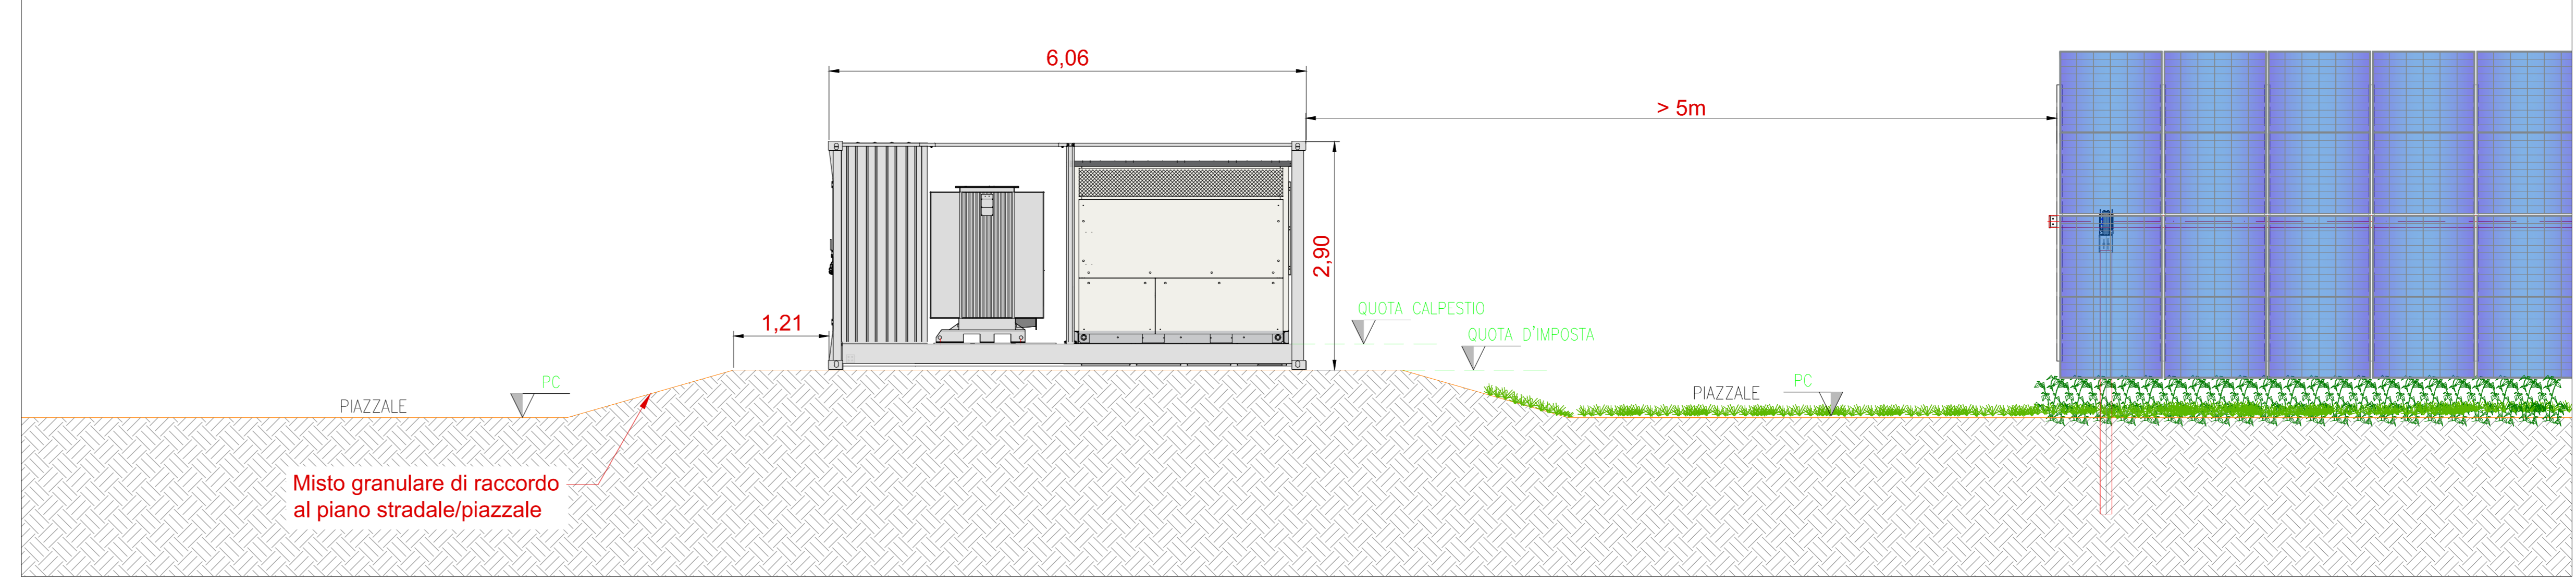 6,06
> 5m
2,90
1,21
QUOTA CALPESTIO
QUOTA D'IMPOSTA
PC
PIAZZALE
PIAZZALE
PC
Misto granulare di raccordo
al piano stradale/piazzale